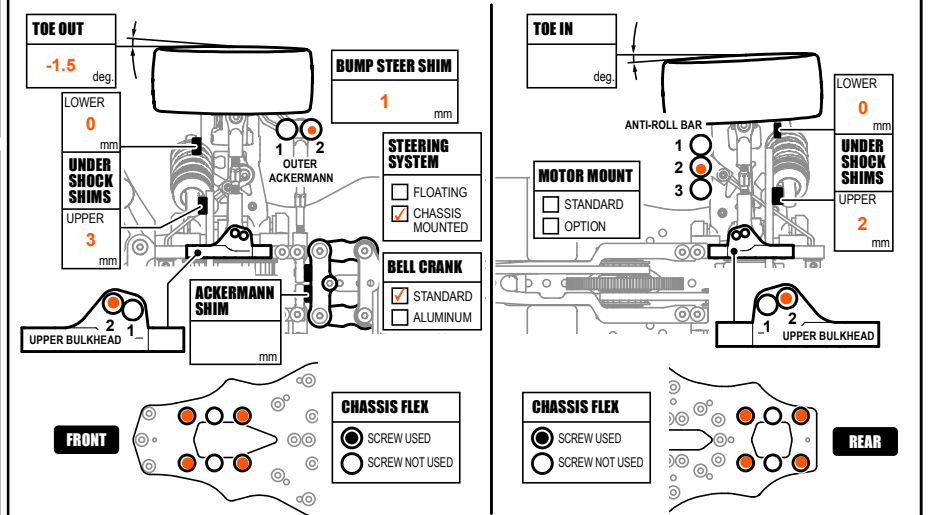 TOE OUT
-1.5
deg.
LOWER
0
mm
UNDER
SHOCK
SHIMS
UPPER
3
mm
BUMP STEER SHIM
1
mm
1 2
OUTER
ACKERMANN
STEERING
SYSTEM
FLOATING
✓ CHASSIS
MOUNTED
BELL CRANK
✓ STANDARD
ALUMINUM
ACKERMANN
SHIM
mm
2 1
UPPER BULKHEAD
FRONT
CHASSIS FLEX
SCREW USED
SCREW NOT USED
TOE IN
deg.
ANTI-ROLL BAR
1
2
3
MOTOR MOUNT
STANDARD
OPTION
LOWER
0
mm
UNDER
SHOCK
SHIMS
UPPER
2
mm
1 2
UPPER BULKHEAD
CHASSIS FLEX
SCREW USED
SCREW NOT USED
REAR